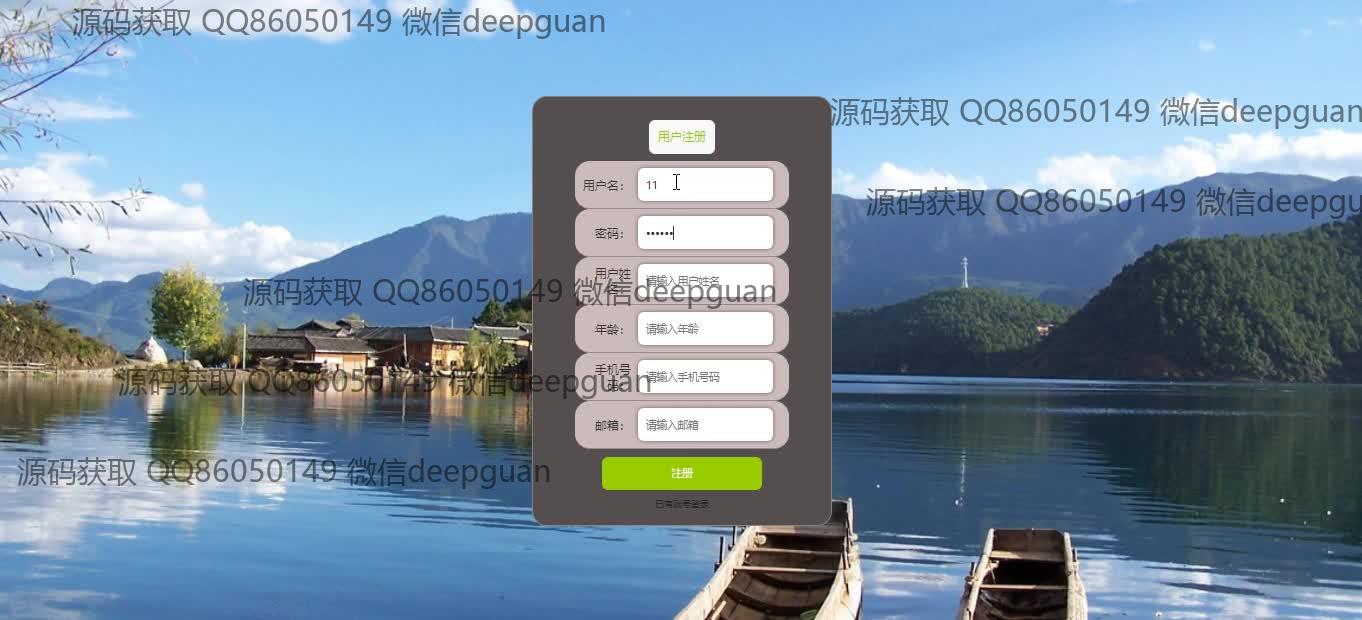 源码获取 QQ86050149 微信deepguan
源码获取 QQ86050149 微信deepguan
用户注册
用户名： 11
源码获取 QQ86050149 微信deepgu
密码： ••••••
用户姓名： 请输入用户姓名
源码获取 QQ86050149 微信deepguan
年龄： 请输入年龄
手机号码： 请输入手机号码
源码获取 QQ86050149 微信deepguan
邮箱： 请输入邮箱
源码获取 QQ86050149 微信deepguan
注册
已有账号登录